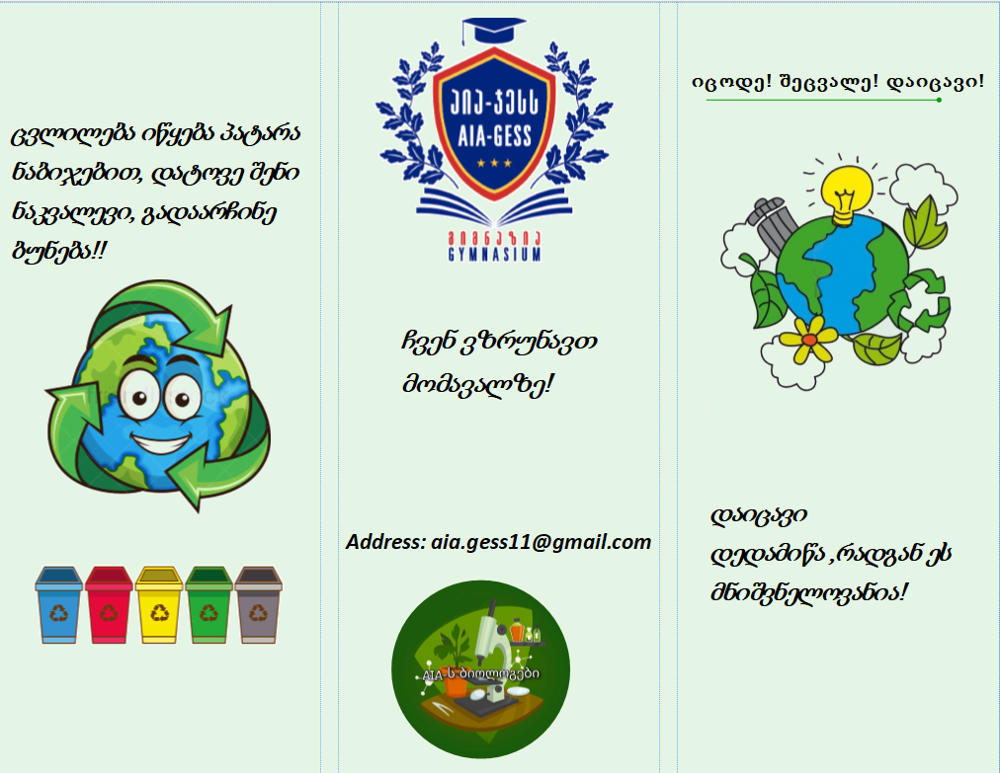 ცვლილება იწყება პატარა
ნაბიჯებით, დატოვე შენი
ნაკვალევი, გადაარჩინე
ბუნება!!
აია-ჯესს
AIA-GESS
გიმნაზია
GYMNASIUM
ჩვენ ვზრუნავთ
მომავალზე!
Address: aia.gess11@gmail.com
AIA-ს ბიოლოგები
იცოდე! შეცვალე! დაიცავი!
დაიცავი
დედამიწა ,რადგან ეს
მნიშვნელოვანია!